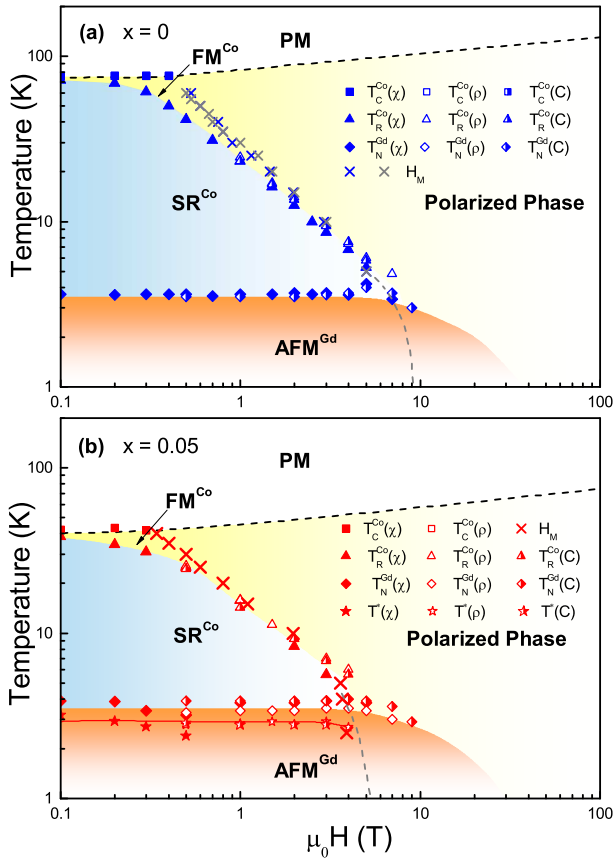 (a) x = 0
PM
FM^Co
100
T_C^Co(χ) T_C^Co(ρ) T_C^Co(C)
T_R^Co(χ) T_R^Co(ρ) T_R^Co(C)
T_N^Gd(χ) T_N^Gd(ρ) T_N^Gd(C)
H_M
SR^Co
Polarized Phase
10
Temperature (K)
AFM^Gd
1
0.1 1 10 100
(b) x = 0.05
PM
100
FM^Co
T_C^Co(χ) T_C^Co(ρ) H_M
T_R^Co(χ) T_R^Co(ρ) T_R^Co(C)
T_N^Gd(χ) T_N^Gd(ρ) T_N^Gd(C)
T*(χ) T*(ρ) T*(C)
SR^Co
Polarized Phase
10
Temperature (K)
AFM^Gd
1
0.1 1 10 100
μ₀H (T)